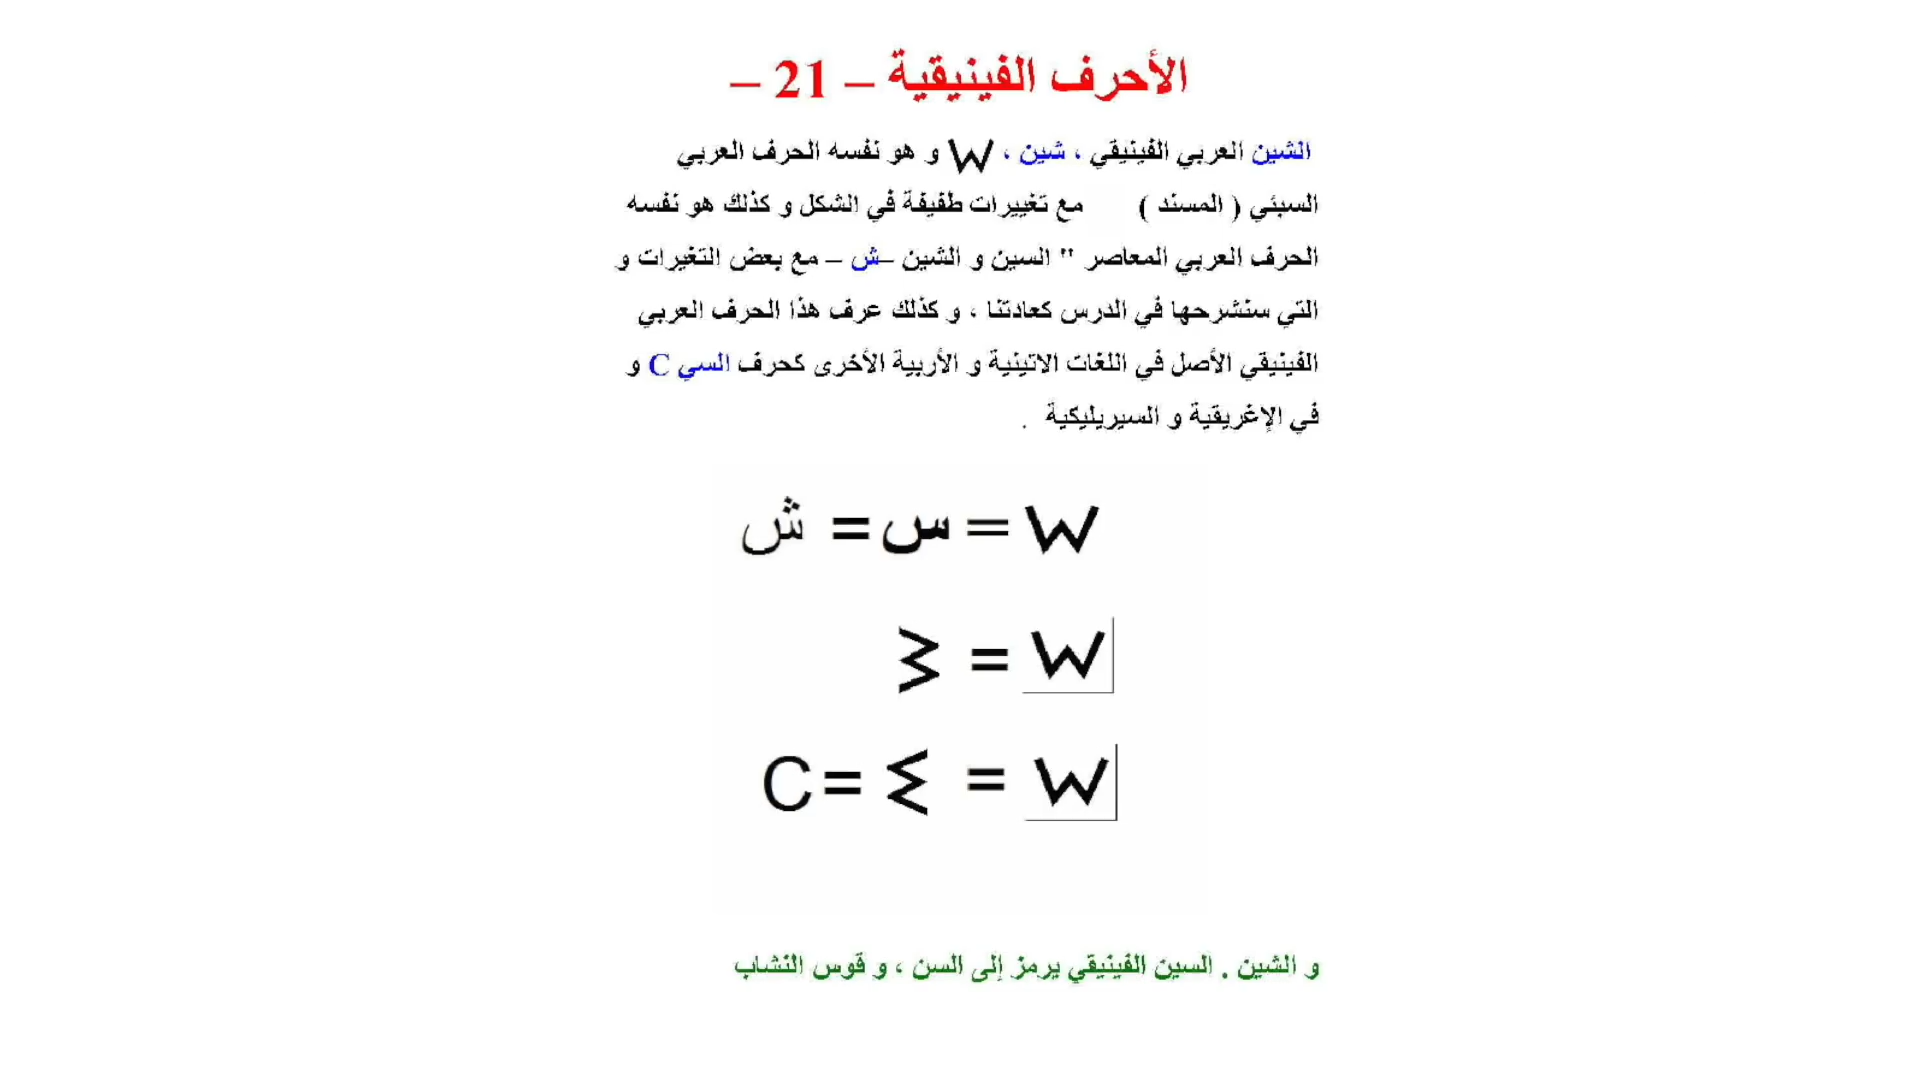 الأحرف الفينيقية – 21 –
الشين العربي الفينيقي ، شين ، W و هو نفسه الحرف العربي
السبئي ( المسند ) مع تغييرات طفيفة في الشكل و كذلك هو نفسه
الحرف العربي المعاصر " السين و الشين –ش – مع بعض التغيرات و
التي سنشرحها في الدرس كعادتنا ، و كذلك عرف هذا الحرف العربي
الفينيقي الأصل في اللغات الاتينية و الأربية الأخرى كحرف السي C و
في الإغريقية و السيريليكية .
W = س = ش
W = ⵉ
W = Σ = C
و الشين . السين الفينيقي يرمز إلى السن ، و قوس النشاب